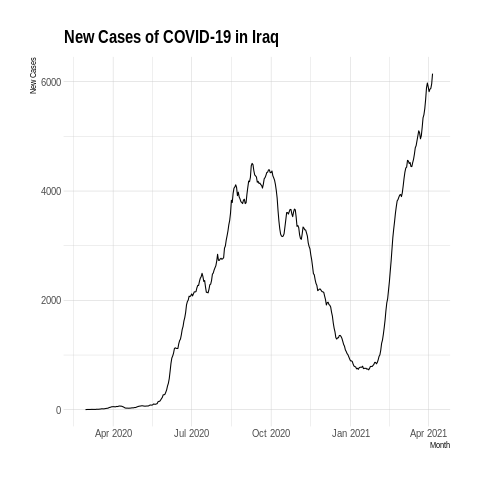 New Cases of COVID-19 in Iraq
New Cases
6000
4000
2000
0
Apr 2020 Jul 2020 Oct 2020 Jan 2021 Apr 2021
Month